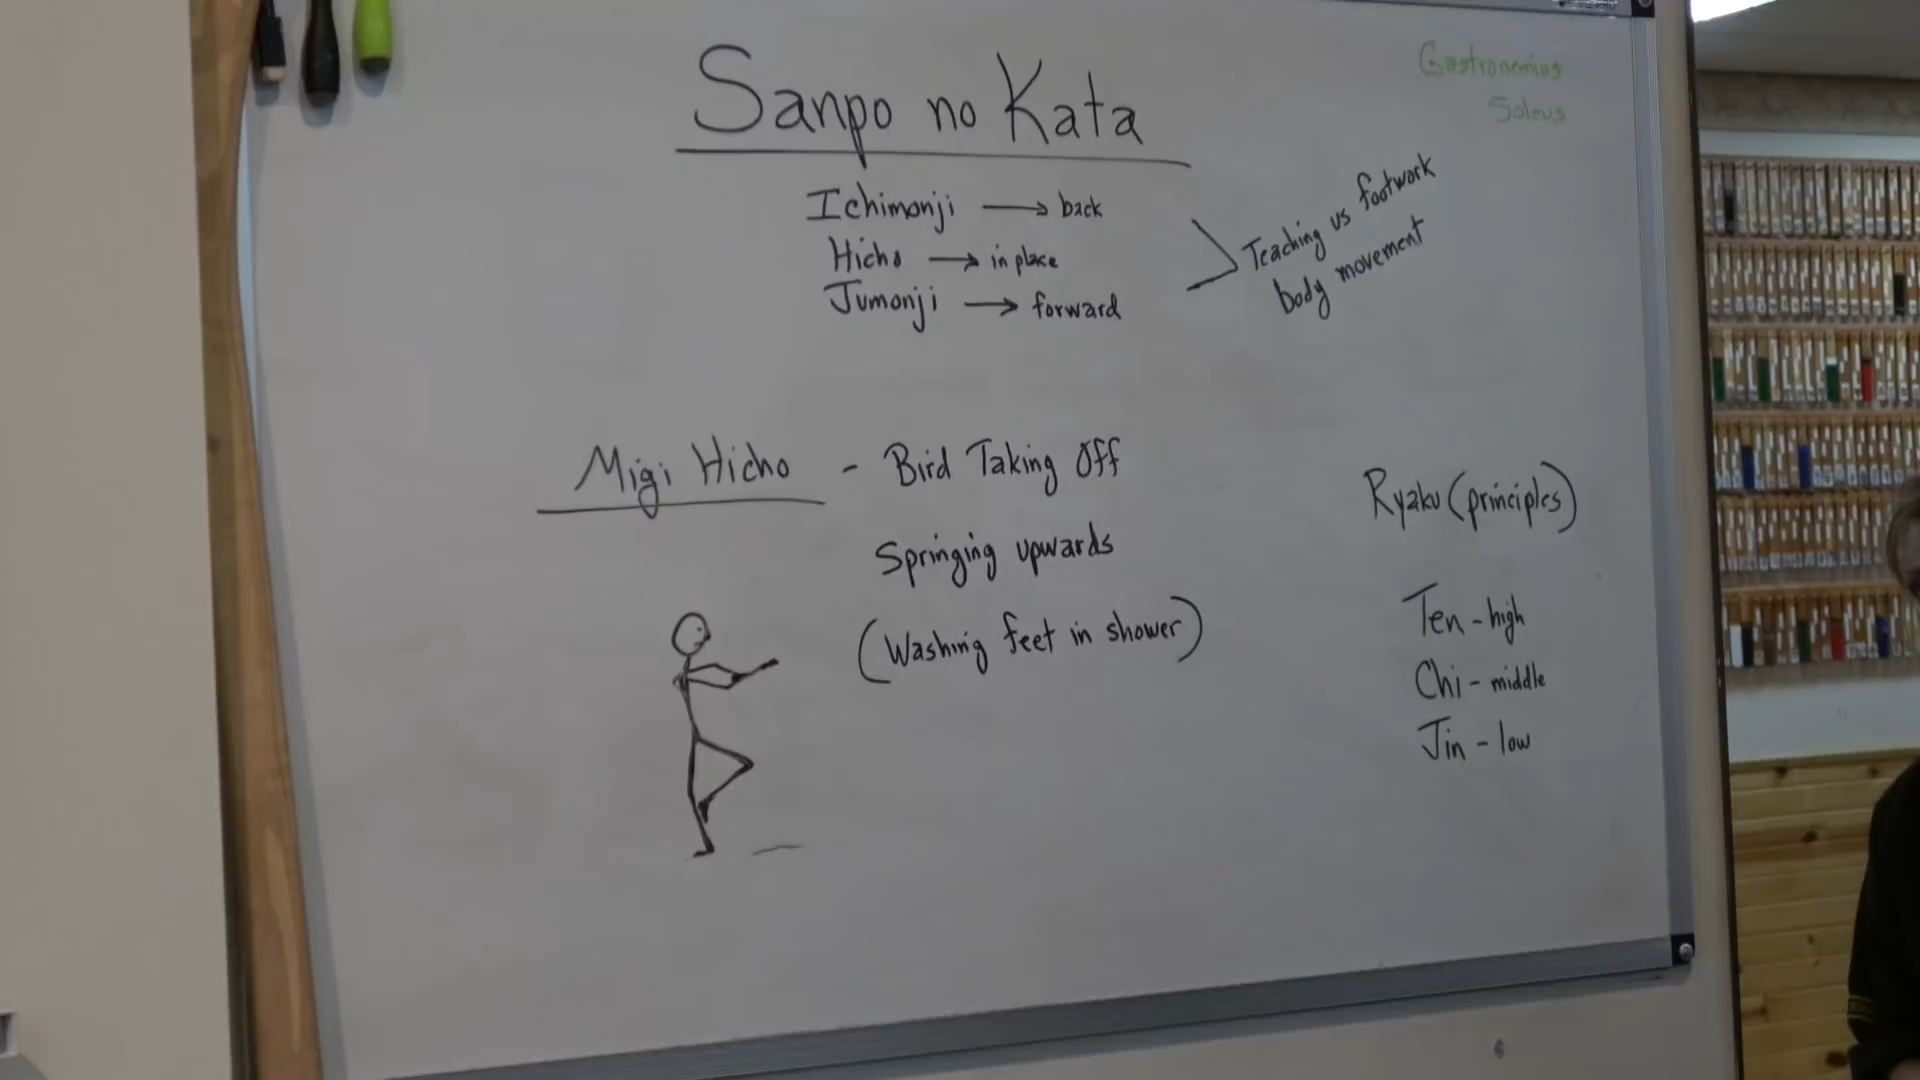 Sanpo no Kata
Gastronemius
Soleus
Ichimonji → back
Hicho → in place
Jumonji → forward
Teaching us footwork
body movement
Migi Hicho - Bird Taking Off
Springing upwards
(Washing feet in shower)
Ryaku (principles)
Ten - high
Chi - middle
Jin - low